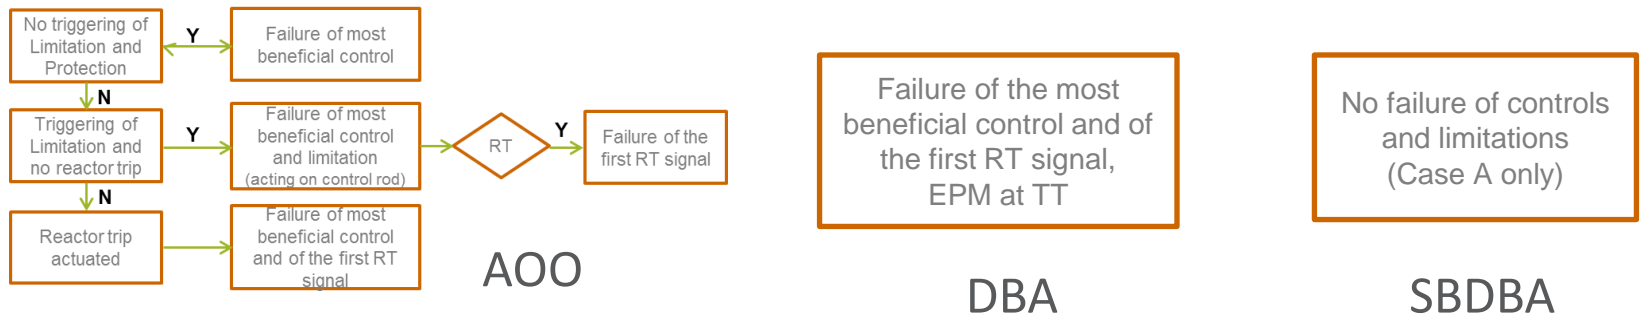 No triggering of
Limitation and
Protection
Y
Failure of most
beneficial control
N
Triggering of
Limitation and
no reactor trip
Y
Failure of most
beneficial control
and limitation
(acting on control rod)
RT
Y
Failure of the
first RT signal
N
Reactor trip
actuated
Failure of most
beneficial control
and of the first RT
signal
AOO
Failure of the most
beneficial control and of
the first RT signal,
EPM at TT
DBA
No failure of controls
and limitations
(Case A only)
SBDBA